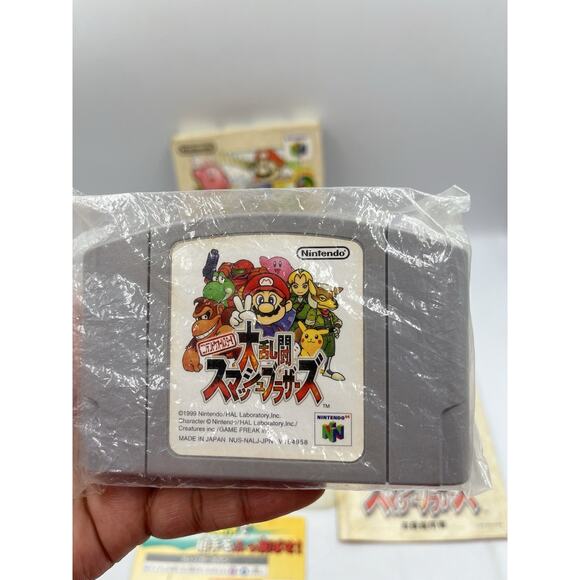 Nintendo
ニンテンドウオールスター!
大乱闘
スマッシュブラザーズ
TM
©1999 Nintendo/HAL Laboratory,Inc.
Character © Nintendo/HAL Laboratory,Inc./
Creatures inc./GAME FREAK inc.
MADE IN JAPAN NUS-NALJ-JPN
NINTENDO 64